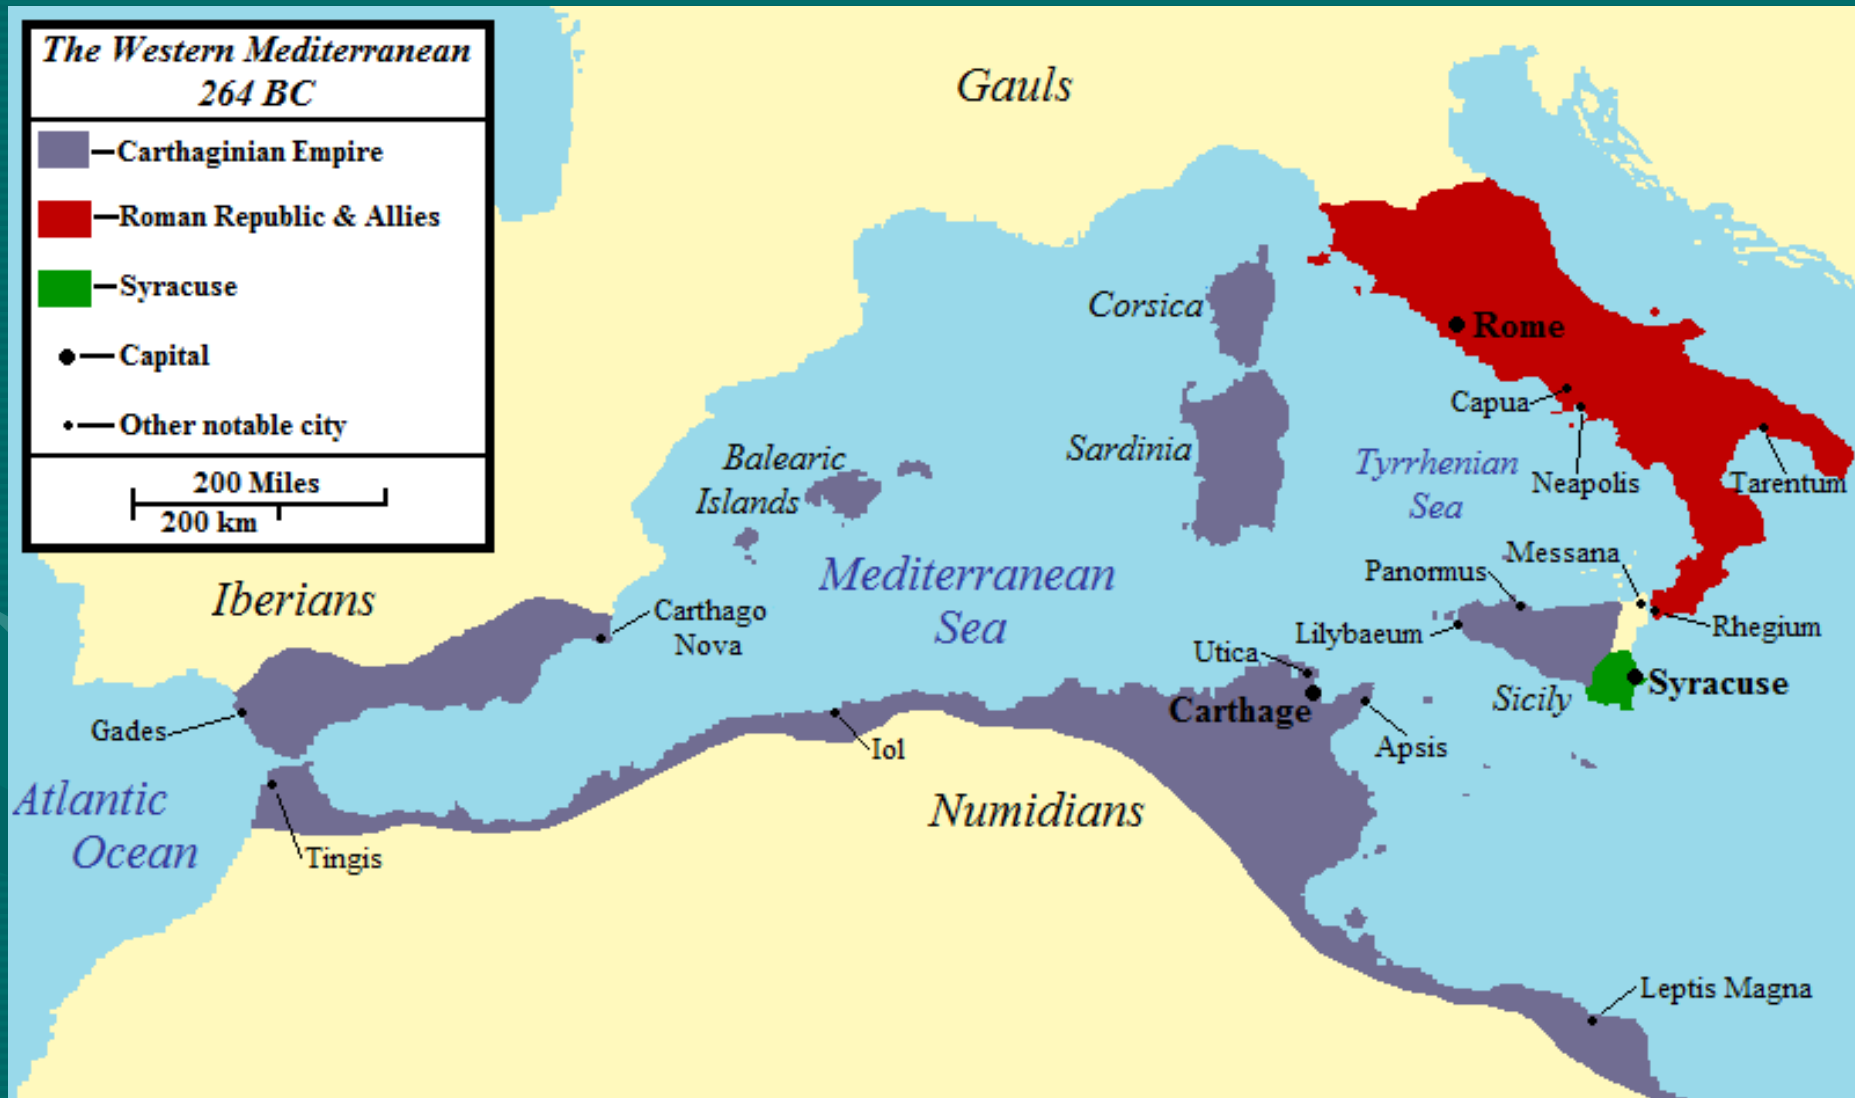 The Western Mediterranean
264 BC
Carthaginian Empire
Roman Republic & Allies
Syracuse
Capital
Other notable city
200 Miles
200 km
Gauls
Corsica
Rome
Capua
Sardinia
Balearic
Islands
Tyrrhenian
Sea
Neapolis
Tarentum
Messana
Panormus
Mediterranean
Sea
Iberians
Carthago
Nova
Lilybaeum
Rhegium
Utica
Syracuse
Sicily
Carthage
Gades
Iol
Apsis
Atlantic
Ocean
Numidians
Tingis
Leptis Magna